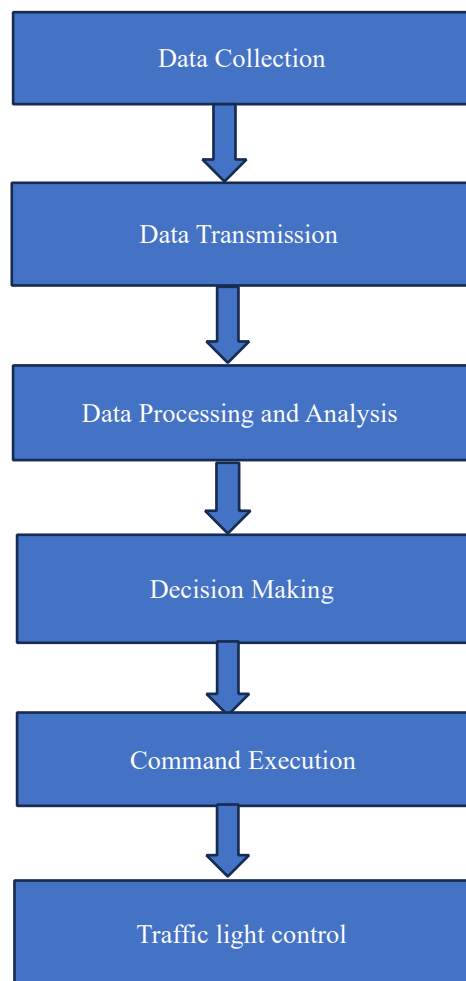 Data Collection
Data Transmission
Data Processing and Analysis
Decision Making
Command Execution
Traffic light control